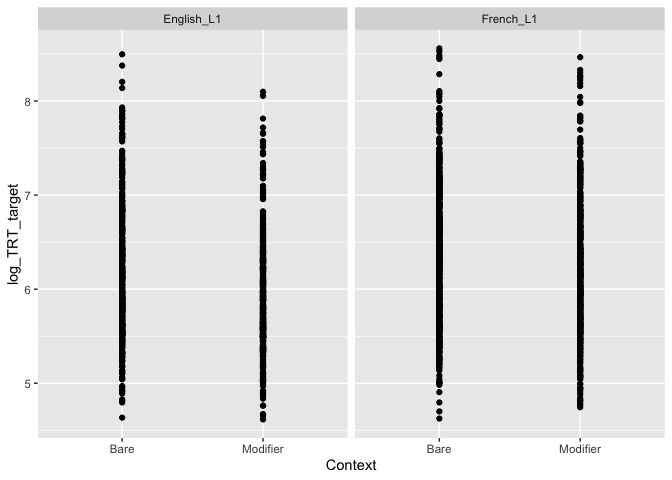 English_L1 French_L1
log_TRT_target
8
7
6
5
Bare Modifier Bare Modifier
Context